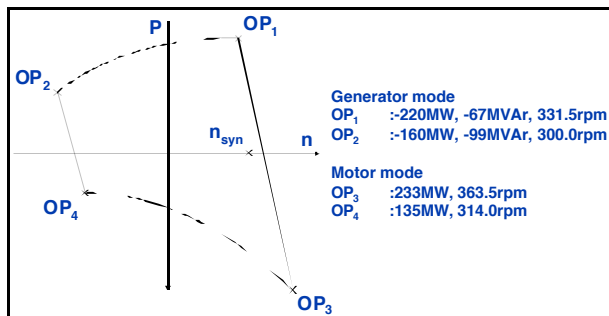 P
OP1
OP2
nsyn
n
OP4
OP3
Generator mode
OP1 :-220MW, -67MVAr, 331.5rpm
OP2 :-160MW, -99MVAr, 300.0rpm
Motor mode
OP3 :233MW, 363.5rpm
OP4 :135MW, 314.0rpm